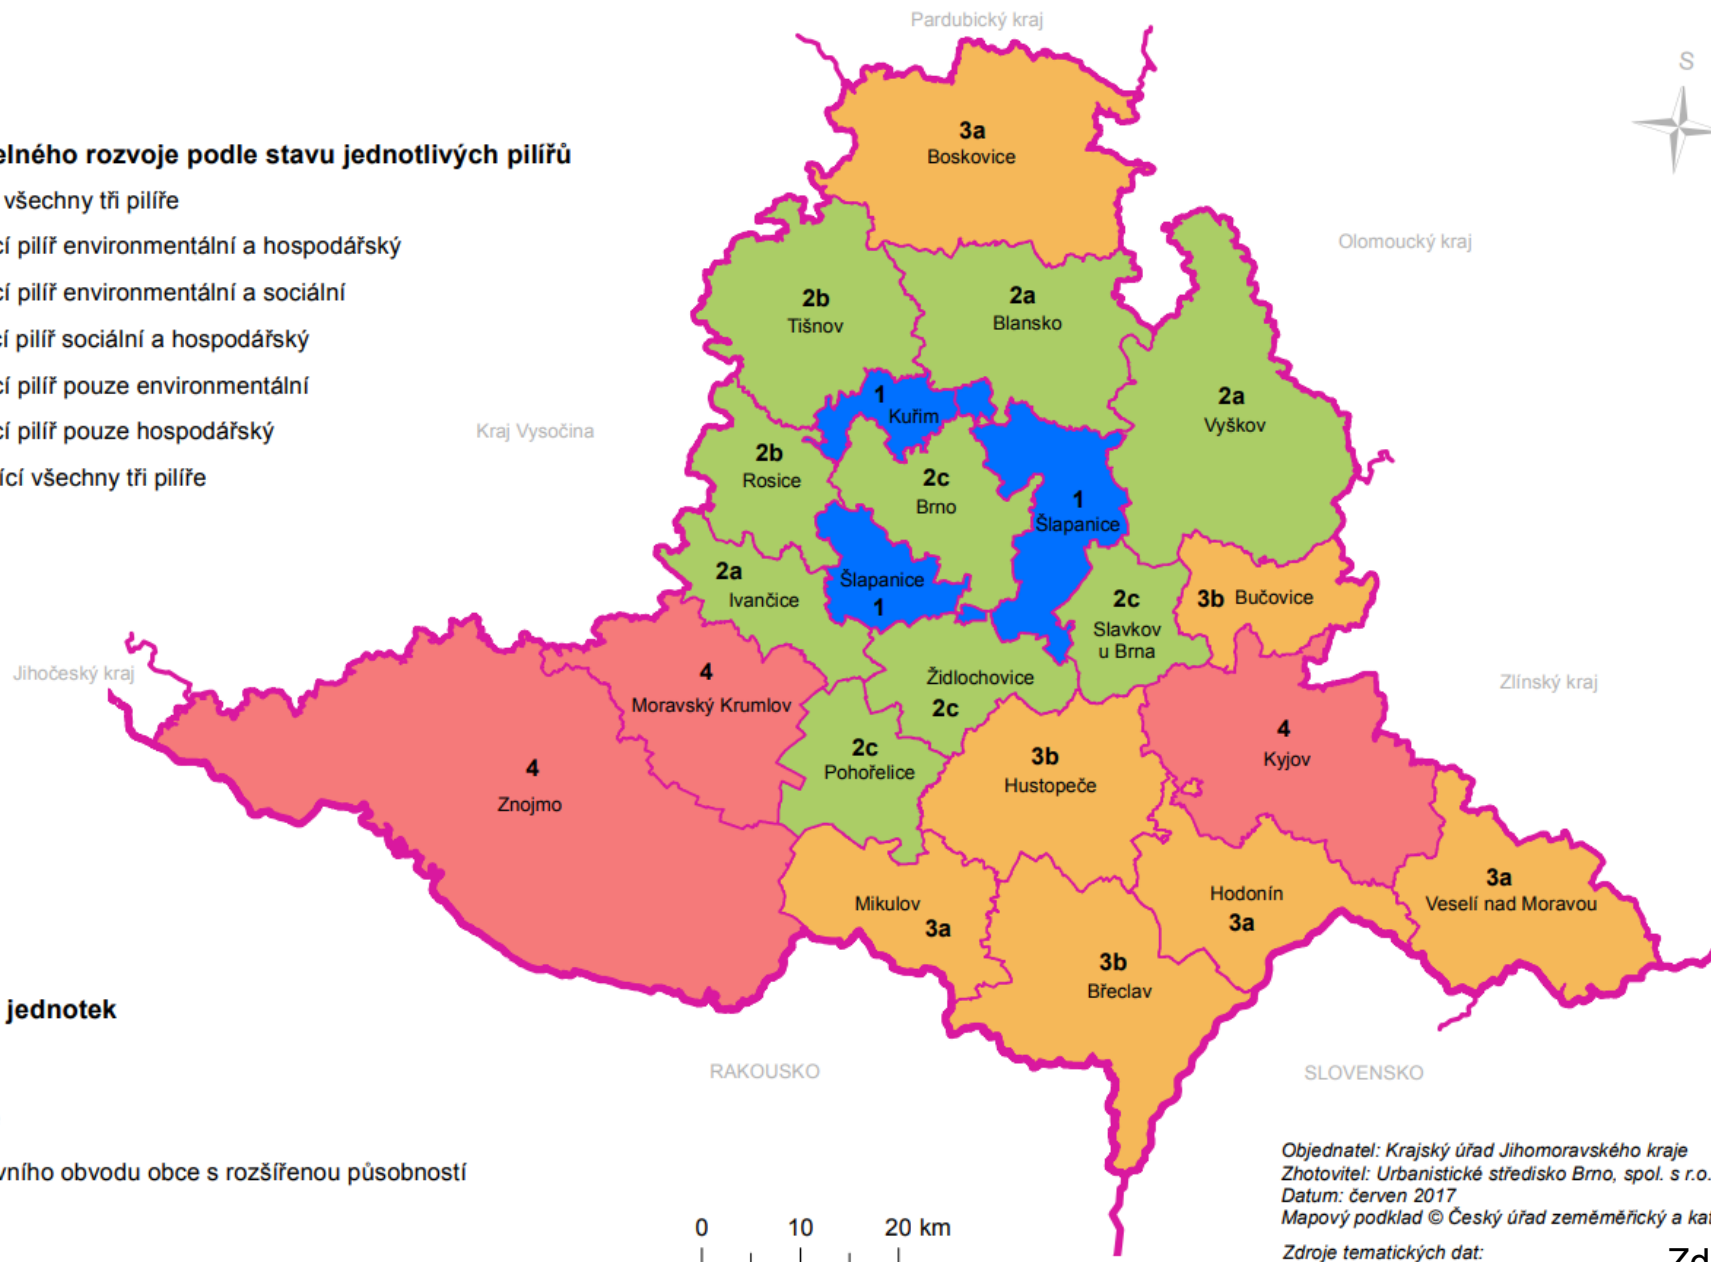 Pardubický kraj
S
3a
Boskovice
elného rozvoje podle stavu jednotlivých pilířů
všechny tři pilíře
cí pilíř environmentální a hospodářský
cí pilíř environmentální a sociální
cí pilíř sociální a hospodářský
cí pilíř pouze environmentální
cí pilíř pouze hospodářský
ící všechny tři pilíře
Olomoucký kraj
2b
Tišnov
2a
Blansko
2a
Vyškov
1
Kuřim
Kraj Vysočina
2b
Rosice
2c
Brno
1
Šlapanice
2a
Ivančice
Šlapanice
1
2c
Slavkov
u Brna
3b Bučovice
Jihočeský kraj
4
Moravský Krumlov
Židlochovice
2c
Zlínský kraj
4
Znojmo
2c
Pohořelice
3b
Hustopeče
4
Kyjov
Mikulov
3a
Hodonín
3a
3a
Veselí nad Moravou
3b
Břeclav
jednotek
RAKOUSKO
SLOVENSKO
vního obvodu obce s rozšířenou působností
0 10 20 km
Objednatel: Krajský úřad Jihomoravského kraje
Zhotovitel: Urbanistické středisko Brno, spol. s r.o.
Datum: červen 2017
Mapový podklad © Český úřad zeměměřický a kat
Zdroje tematických dat:
Zd